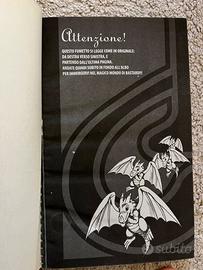 Attenzione!
QUESTO FUMETTO SI LEGGE COME IN ORIGINALE:
DA DESTRA VERSO SINISTRA, E
PARTENDO DALL'ULTIMA PAGINA.
ANDATE QUINDI SUBITO IN FONDO ALL'ALBO
PER IMMERGERVI NEL MAGICO MONDO DI BASTARD!!
subito